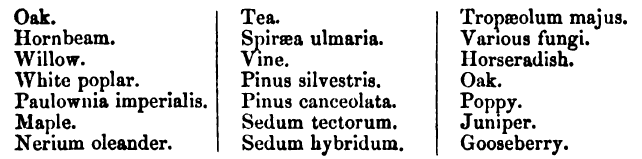 Oak.
Hornbeam.
Willow.
White poplar.
Paulownia imperialis.
Maple.
Nerium oleander.
Tea.
Spiræa ulmaria.
Vine.
Pinus silvestris.
Pinus canceolata.
Sedum tectorum.
Sedum hybridum.
Tropæolum majus.
Various fungi.
Horseradish.
Oak.
Poppy.
Juniper.
Gooseberry.